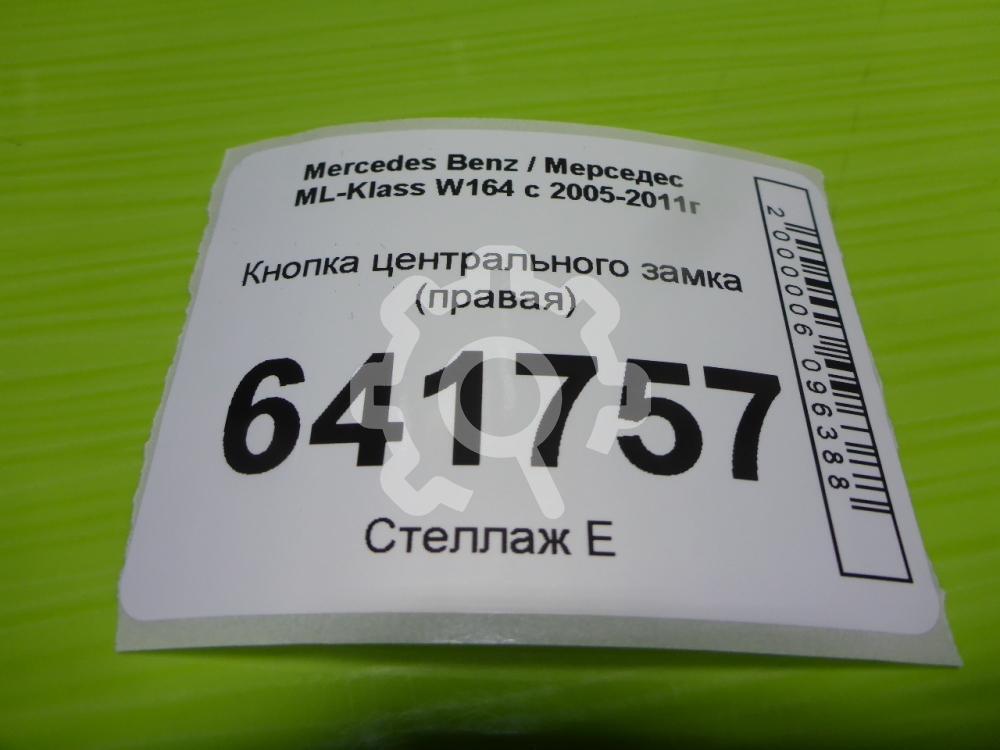 Mercedes Benz / Мерседес
ML-Klass W164 с 2005-2011г
Кнопка центрального замка
(правая)
641757
Стеллаж Е
2000006096388